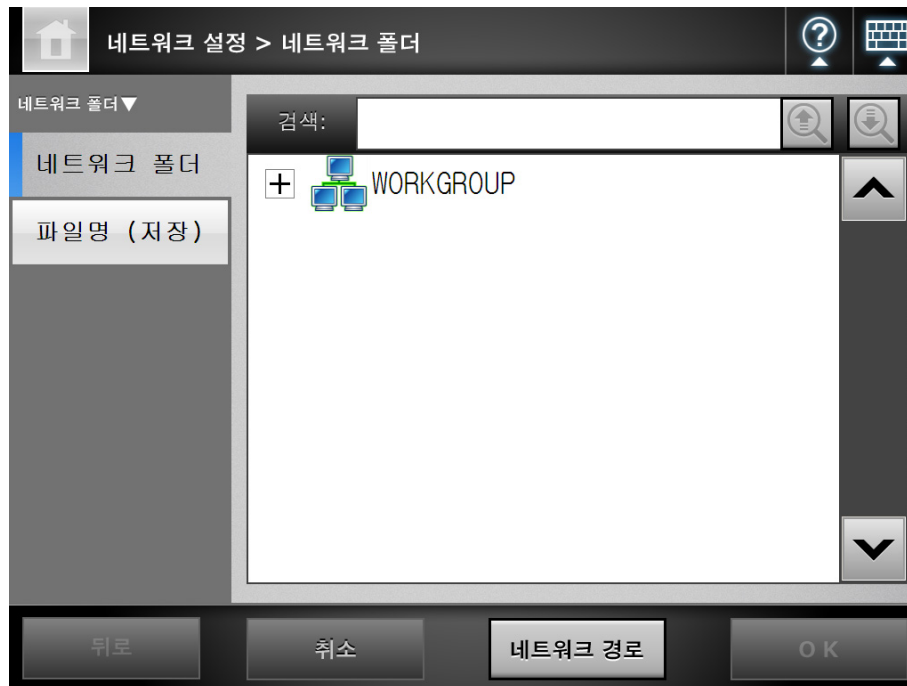 네트워크 설정 > 네트워크 폴더
네트워크 폴더▼
네트워크 폴더
파일명 (저장)
검색:
WORKGROUP
뒤로
취소
네트워크 경로
OK